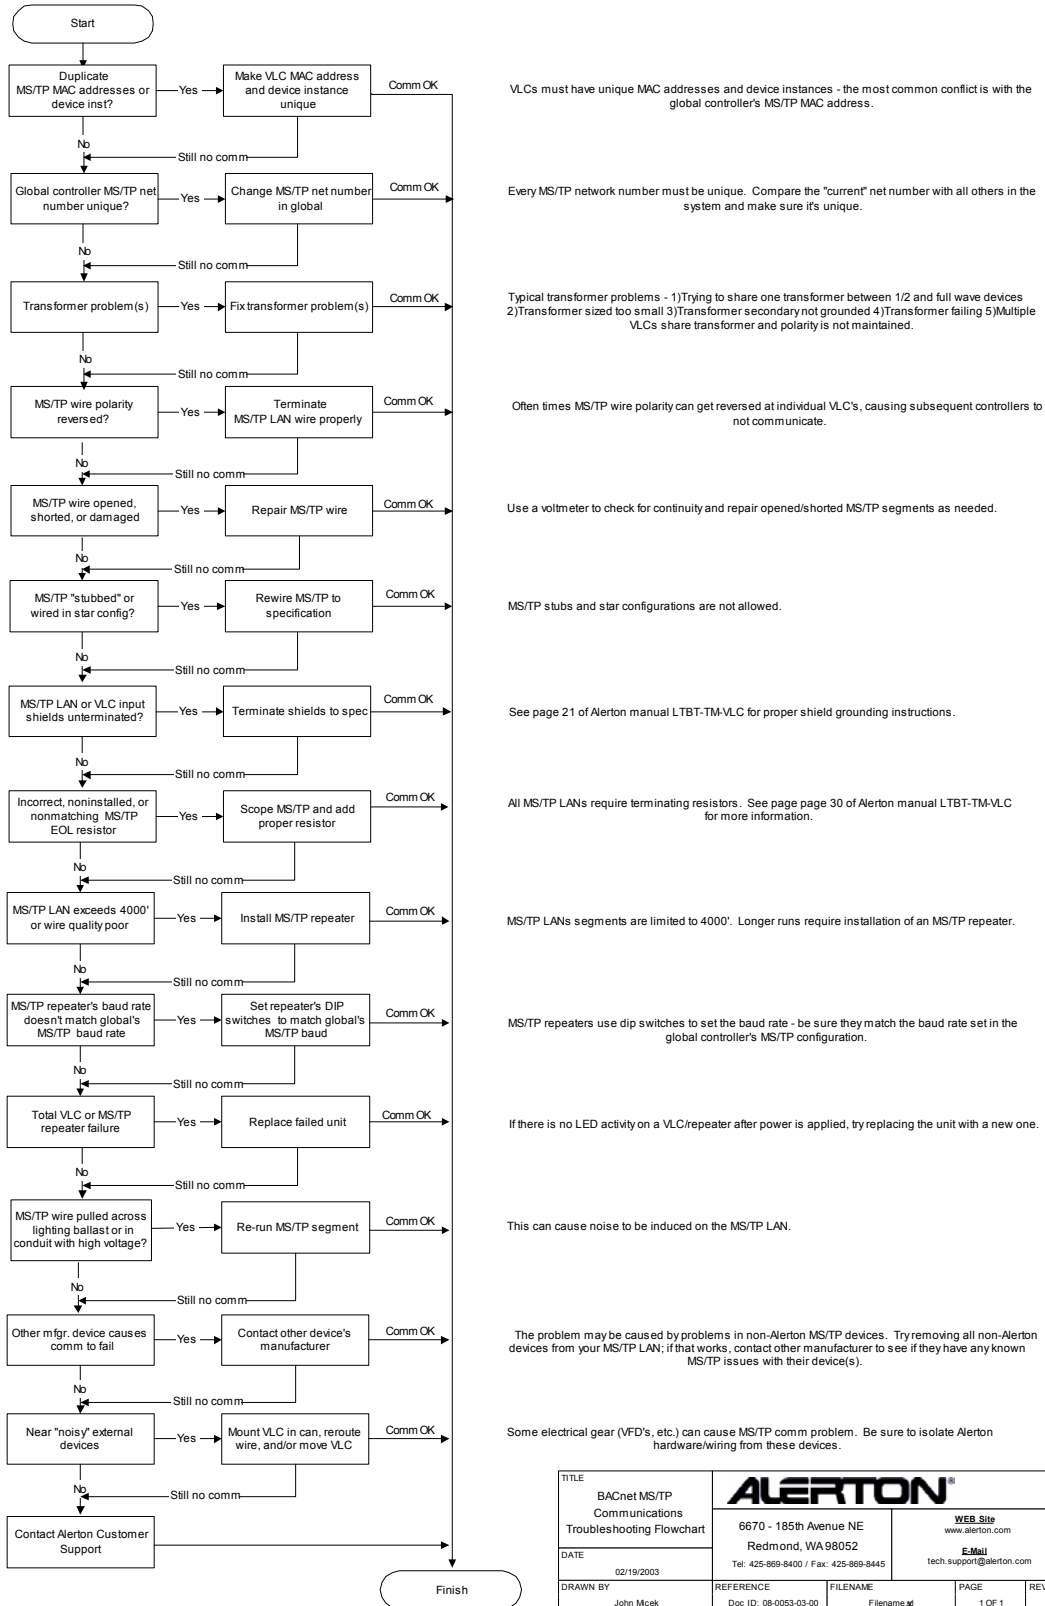 Start
Duplicate
MS/TP MAC addresses or
device inst?
Yes
Make VLC MAC address
and device instance
unique
Comm OK
VLCs must have unique MAC addresses and device instances - the most common conflict is with the
global controller's MS/TP MAC address.
No
Still no comm
Global controller MS/TP net
number unique?
Yes
Change MS/TP net number
in global
Comm OK
Every MS/TP network number must be unique. Compare the "current" net number with all others in the
system and make sure it's unique.
No
Still no comm
Transformer problem(s)
Yes
Fix transformer problem(s)
Comm OK
Typical transformer problems - 1)Trying to share one transformer between 1/2 and full wave devices
2)Transformer sized too small 3)Transformer secondary not grounded 4)Transformer failing 5)Multiple
VLCs share transformer and polarity is not maintained.
No
Still no comm
MS/TP wire polarity
reversed?
Yes
Terminate
MS/TP LAN wire properly
Comm OK
Often times MS/TP wire polarity can get reversed at individual VLC's, causing subsequent controllers to
not communicate.
No
Still no comm
MS/TP wire opened,
shorted, or damaged
Yes
Repair MS/TP wire
Comm OK
Use a voltmeter to check for continuity and repair opened/shorted MS/TP segments as needed.
No
Still no comm
MS/TP "stubbed" or
wired in star config?
Yes
Rewire MS/TP to
specification
Comm OK
MS/TP stubs and star configurations are not allowed.
No
Still no comm
MS/TP LAN or VLC input
shields unterminated?
Yes
Terminate shields to spec
Comm OK
See page 21 of Alerton manual LTBT-TM-VLC for proper shield grounding instructions.
No
Still no comm
Incorrect, noninstalled, or
nonmatching MS/TP
EOL resistor
Yes
Scope MS/TP and add
proper resistor
Comm OK
All MS/TP LANs require terminating resistors. See page page 30 of Alerton manual LTBT-TM-VLC
for more information.
No
Still no comm
MS/TP LAN exceeds 4000'
or wire quality poor
Yes
Install MS/TP repeater
Comm OK
MS/TP LANs segments are limited to 4000'. Longer runs require installation of an MS/TP repeater.
No
Still no comm
MS/TP repeater's baud rate
doesn't match global's
MS/TP baud rate
Yes
Set repeater's DIP
switches to match global's
MS/TP baud
Comm OK
MS/TP repeaters use dip switches to set the baud rate - be sure they match the baud rate set in the
global controller's MS/TP configuration.
No
Still no comm
Total VLC or MS/TP
repeater failure
Yes
Replace failed unit
Comm OK
If there is no LED activity on a VLC/repeater after power is applied, try replacing the unit with a new one.
No
Still no comm
MS/TP wire pulled across
lighting ballast or in
conduit with high voltage?
Yes
Re-run MS/TP segment
Comm OK
This can cause noise to be induced on the MS/TP LAN.
No
Still no comm
Other mfgr. device causes
comm to fail
Yes
Contact other device's
manufacturer
Comm OK
The problem may be caused by problems in non-Alerton MS/TP devices. Try removing all non-Alerton
devices from your MS/TP LAN; if that works, contact other manufacturer to see if they have any known
MS/TP issues with their device(s).
No
Still no comm
Near "noisy" external
devices
Yes
Mount VLC in can, reroute
wire, and/or move VLC
Comm OK
Some electrical gear (VFD's, etc.) can cause MS/TP comm problem. Be sure to isolate Alerton
hardware/wiring from these devices.
No
Still no comm
Contact Alerton Customer
Support
Finish
TITLE
BACnet MS/TP
Communications
Troubleshooting Flowchart
DATE
02/19/2003
DRAWN BY
John Micek
ALERTON®
6670 - 185th Avenue NE
Redmond, WA 98052
Tel: 425-869-8400 / Fax: 425-869-8445
WEB Site
www.alerton.com
E-Mail
tech.support@alerton.com
REFERENCE
Doc ID: 08-0053-03-00
FILENAME
PAGE
1 OF 1
REV